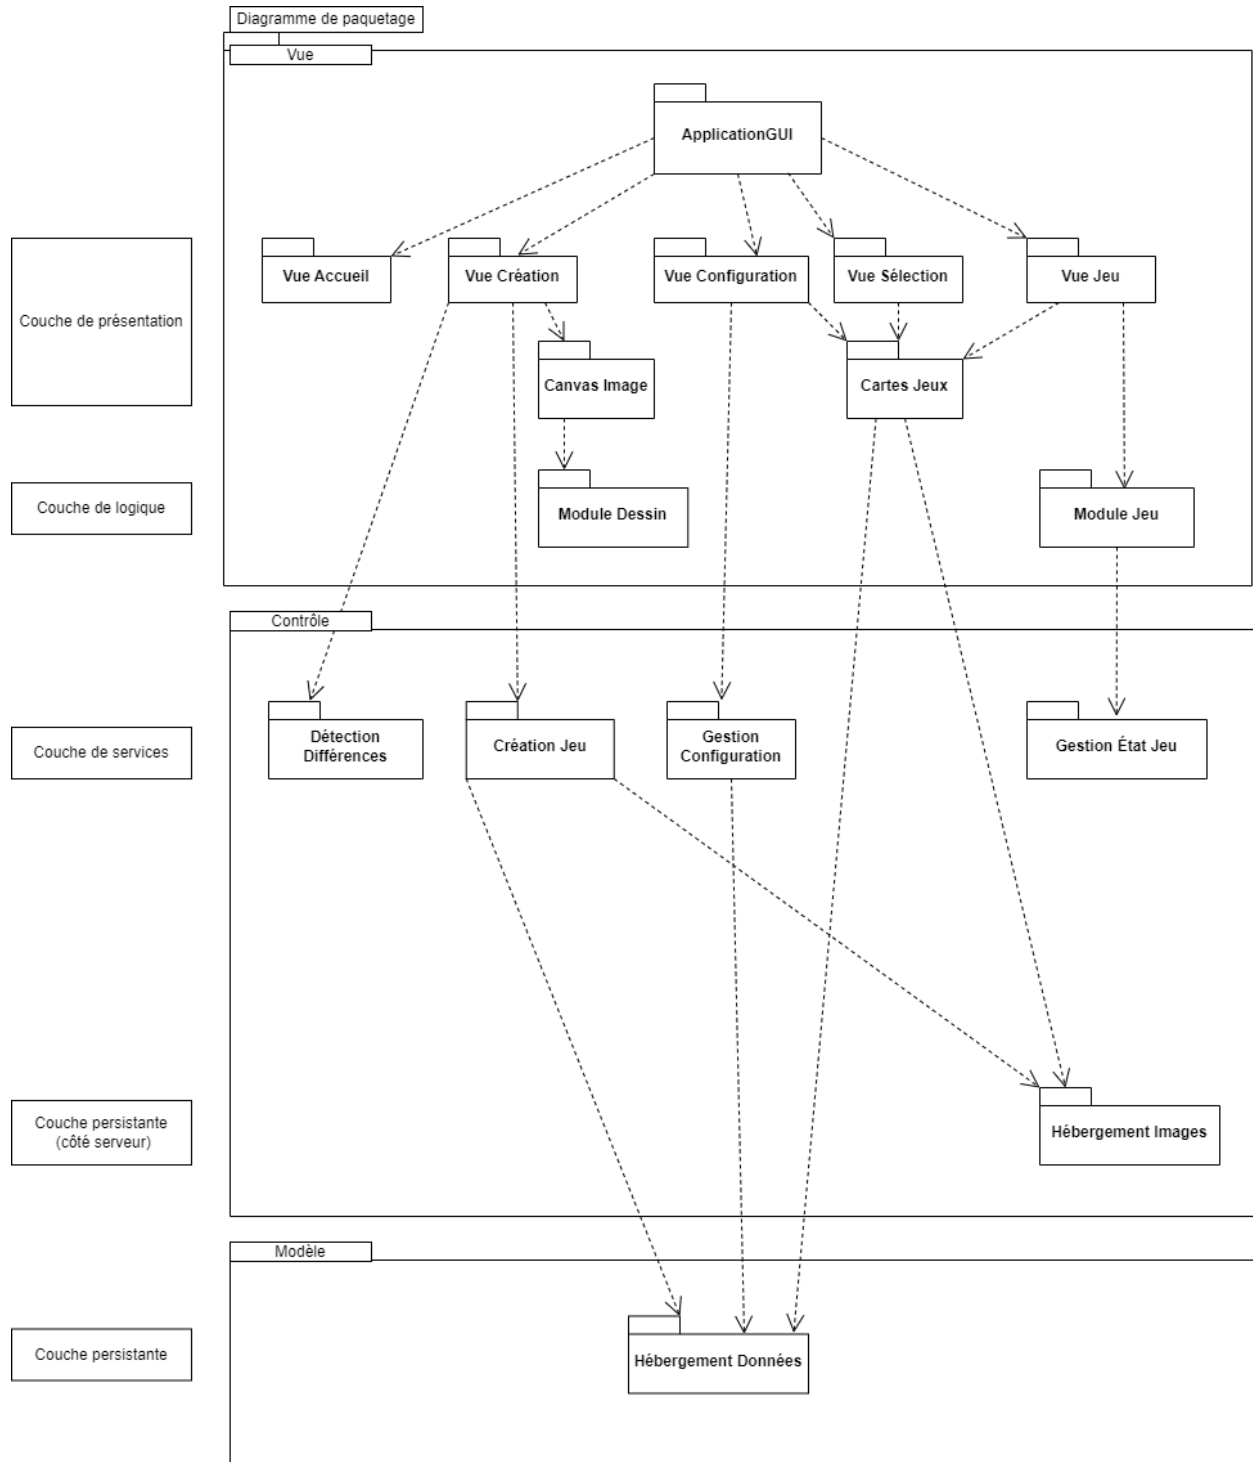 Diagramme de paquetage
Vue
ApplicationGUI
Couche de présentation
Vue Accueil
Vue Création
Vue Configuration
Vue Sélection
Vue Jeu
Canvas Image
Cartes Jeux
Couche de logique
Module Dessin
Module Jeu
Contrôle
Couche de services
Détection
Différences
Création Jeu
Gestion
Configuration
Gestion État Jeu
Couche persistante
(côté serveur)
Hébergement Images
Modèle
Couche persistante
Hébergement Données